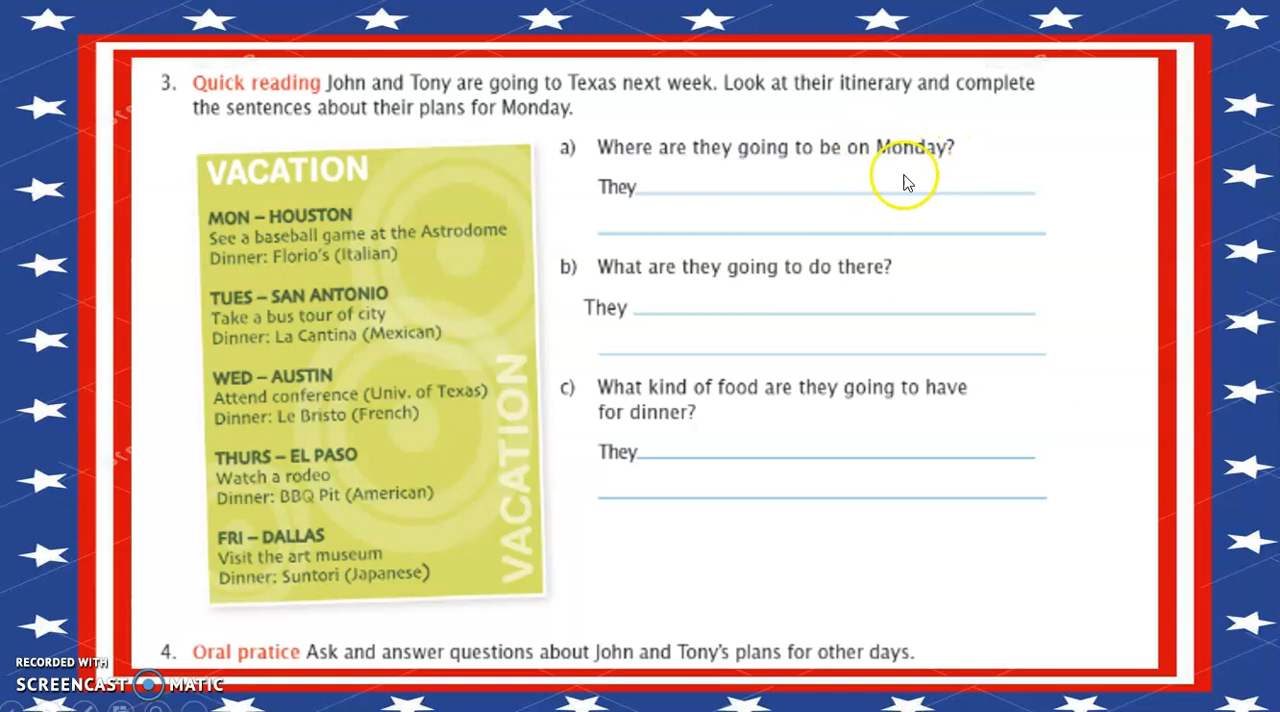 3. Quick reading John and Tony are going to Texas next week. Look at their itinerary and complete
the sentences about their plans for Monday.
VACATION
MON – HOUSTON
See a baseball game at the Astrodome
Dinner: Florio's (Italian)
TUES – SAN ANTONIO
Take a bus tour of city
Dinner: La Cantina (Mexican)
WED – AUSTIN
Attend conference (Univ. of Texas)
Dinner: Le Bristo (French)
THURS – EL PASO
Watch a rodeo
Dinner: BBQ Pit (American)
FRI – DALLAS
Visit the art museum
Dinner: Suntori (Japanese)
VACATION
a) Where are they going to be on Monday?
They
b) What are they going to do there?
They
c) What kind of food are they going to have
for dinner?
They
4. Oral pratice Ask and answer questions about John and Tony's plans for other days.
RECORDED WITH
SCREENCAST MATIC